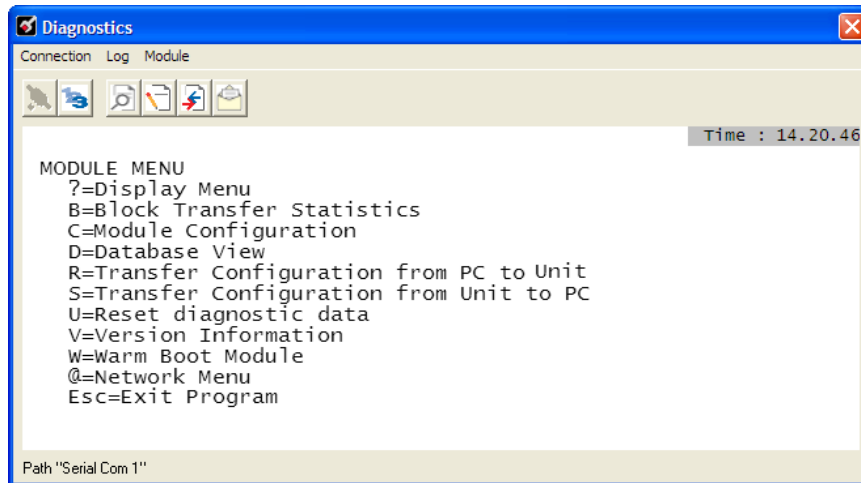 Diagnostics
Connection Log Module
Time : 14.20.46
MODULE MENU
?=Display Menu
B=Block Transfer Statistics
C=Module Configuration
D=Database View
R=Transfer Configuration from PC to Unit
S=Transfer Configuration from Unit to PC
U=Reset diagnostic data
V=Version Information
W=Warm Boot Module
@=Network Menu
Esc=Exit Program
Path "Serial Com 1"